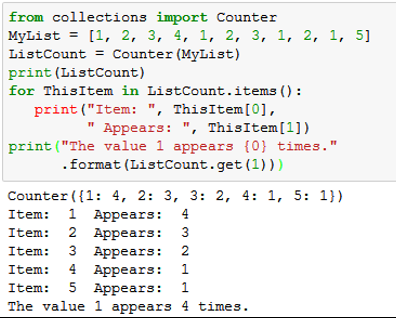 from collections import Counter
MyList = [1, 2, 3, 4, 1, 2, 3, 1, 2, 1, 5]
ListCount = Counter(MyList)
print(ListCount)
for ThisItem in ListCount.items():
   print("Item: ", ThisItem[0],
         " Appears: ", ThisItem[1])
print("The value 1 appears {0} times."
      .format(ListCount.get(1)))
Counter({1: 4, 2: 3, 3: 2, 4: 1, 5: 1})
Item:  1  Appears:  4
Item:  2  Appears:  3
Item:  3  Appears:  2
Item:  4  Appears:  1
Item:  5  Appears:  1
The value 1 appears 4 times.